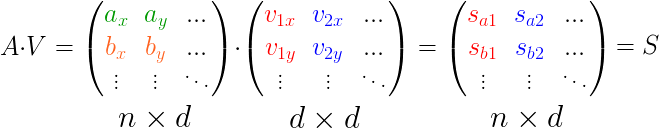 A·V = ( a_x a_y ... ) · ( v_1x v_2x ... ) = ( s_a1 s_a2 ... ) = S
( b_x b_y ... ) ( v_1y v_2y ... ) ( s_b1 s_b2 ... )
( ⋮ ⋮ ⋱ ) ( ⋮ ⋮ ⋱ ) ( ⋮ ⋮ ⋱ )
n × d d × d n × d